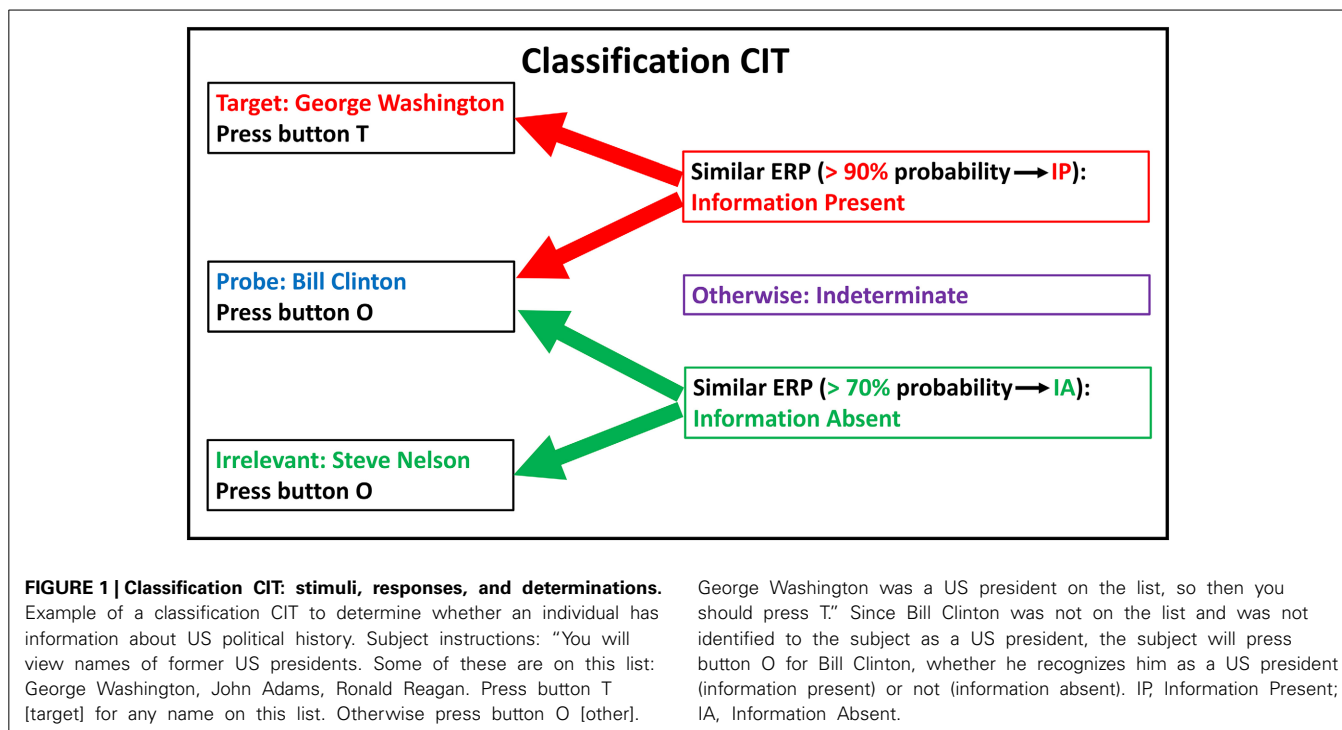 Classification CIT
Target: George Washington
Press button T
Similar ERP (> 90% probability → IP):
Information Present
Probe: Bill Clinton
Press button O
Otherwise: Indeterminate
Similar ERP (> 70% probability → IA):
Information Absent
Irrelevant: Steve Nelson
Press button O
FIGURE 1 | Classification CIT: stimuli, responses, and determinations.
Example of a classification CIT to determine whether an individual has
information about US political history. Subject instructions: “You will
view names of former US presidents. Some of these are on this list:
George Washington, John Adams, Ronald Reagan. Press button T
[target] for any name on this list. Otherwise press button O [other].
George Washington was a US president on the list, so then you
should press T.” Since Bill Clinton was not on the list and was not
identified to the subject as a US president, the subject will press
button O for Bill Clinton, whether he recognizes him as a US president
(information present) or not (information absent). IP, Information Present;
IA, Information Absent.